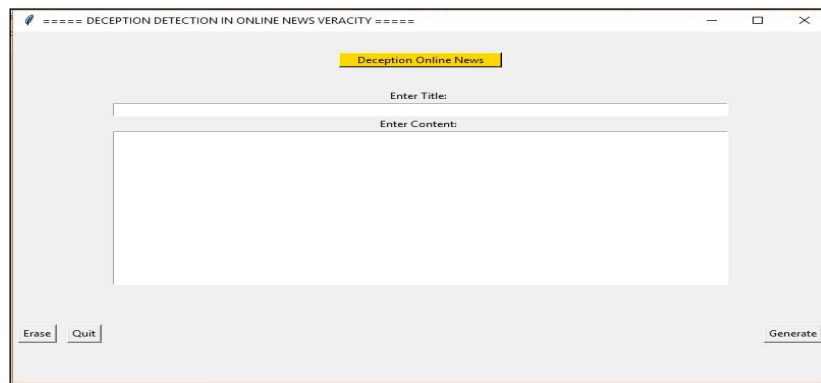 ===== DECEPTION DETECTION IN ONLINE NEWS VERACITY =====
Deception Online News
Enter Title:
Enter Content:
Erase Quit Generate